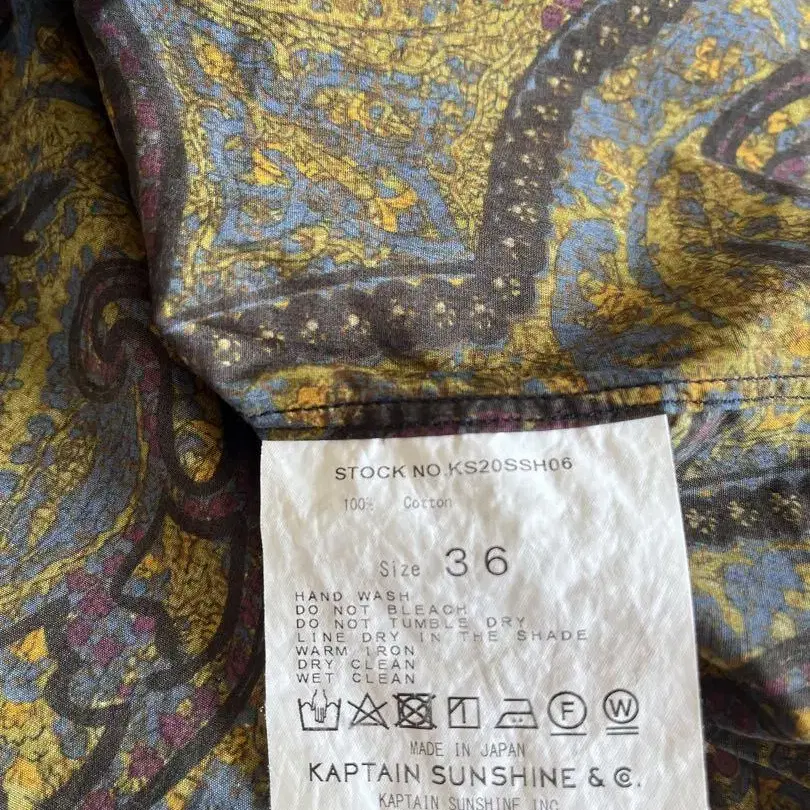 STOCK NO.KS20SSH06
100% Cotton
Size 36
HAND WASH
DO NOT BLEACH
DO NOT TUMBLE DRY
LINE DRY IN THE SHADE
WARM IRON
DRY CLEAN
WET CLEAN
F W
MADE IN JAPAN
KAPTAIN SUNSHINE & Co.
KAPTAIN SUNSHINE INC